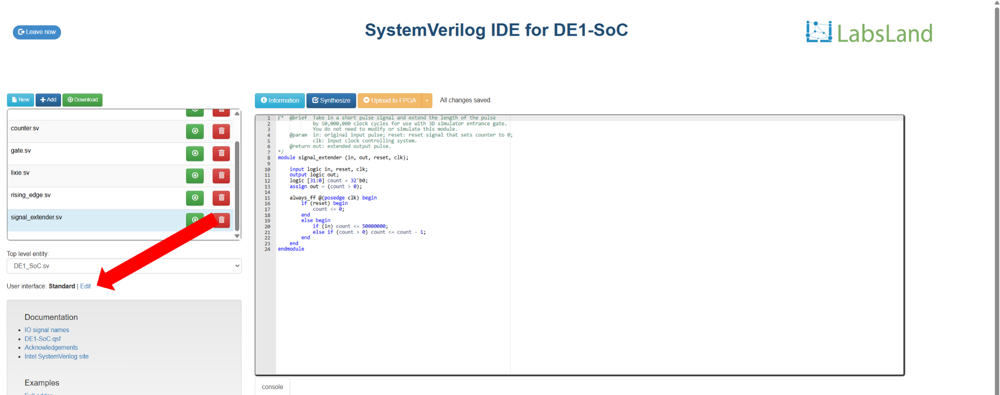 Leave now
SystemVerilog IDE for DE1-SoC
LabsLand
New
Add
Download
Information
Synthesize
Upload to FPGA
All changes saved.
counter.sv
gate.sv
lixie.sv
rising_edge.sv
signal_extender.sv
Top level entity:
DE1_SoC.sv
User interface: Standard | Edit
Documentation
IO signal names
DE1-SoC.qsf
Acknowledgements
Intel SystemVerilog site
Examples
Full adder
1 /* @brief Take in a short pulse signal and extend the length of the pulse
2 by 50,000,000 clock cycles for use with 3D simulator entrance gate.
3 You do not need to modify or simulate this module.
4 @param in: original input pulse; reset: reset signal that sets counter to 0;
5 clk: input clock controlling system.
6 @return out: extended output pulse.
7 */
8 module signal_extender (in, out, reset, clk);
9
10 input logic in, reset, clk;
11 output logic out;
12 logic [31:0] count = 32'b0;
13 assign out = (count > 0);
14
15 always_ff @(posedge clk) begin
16 if (reset) begin
17 count <= 0;
18 end
19 else begin
20 if (in) count <= 50000000;
21 else if (count > 0) count <= count - 1;
22 end
23 end
24 endmodule
console